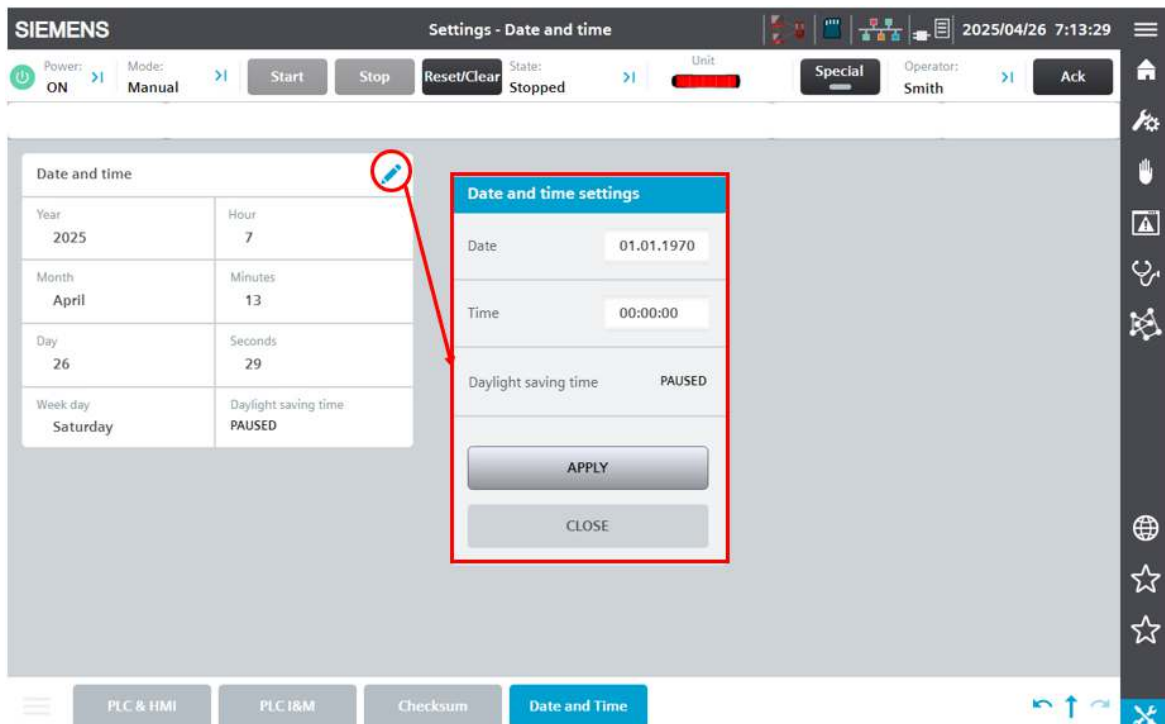 SIEMENS
Settings - Date and time
2025/04/26 7:13:29
Power:
ON
Mode:
Manual
Start
Stop
Reset/Clear
State:
Stopped
Unit
Special
Operator:
Smith
Ack
Date and time
Year
2025
Hour
7
Month
April
Minutes
13
Day
26
Seconds
29
Week day
Saturday
Daylight saving time
PAUSED
Date and time settings
Date 01.01.1970
Time 00:00:00
Daylight saving time PAUSED
APPLY
CLOSE
PLC & HMI
PLC I&M
Checksum
Date and Time